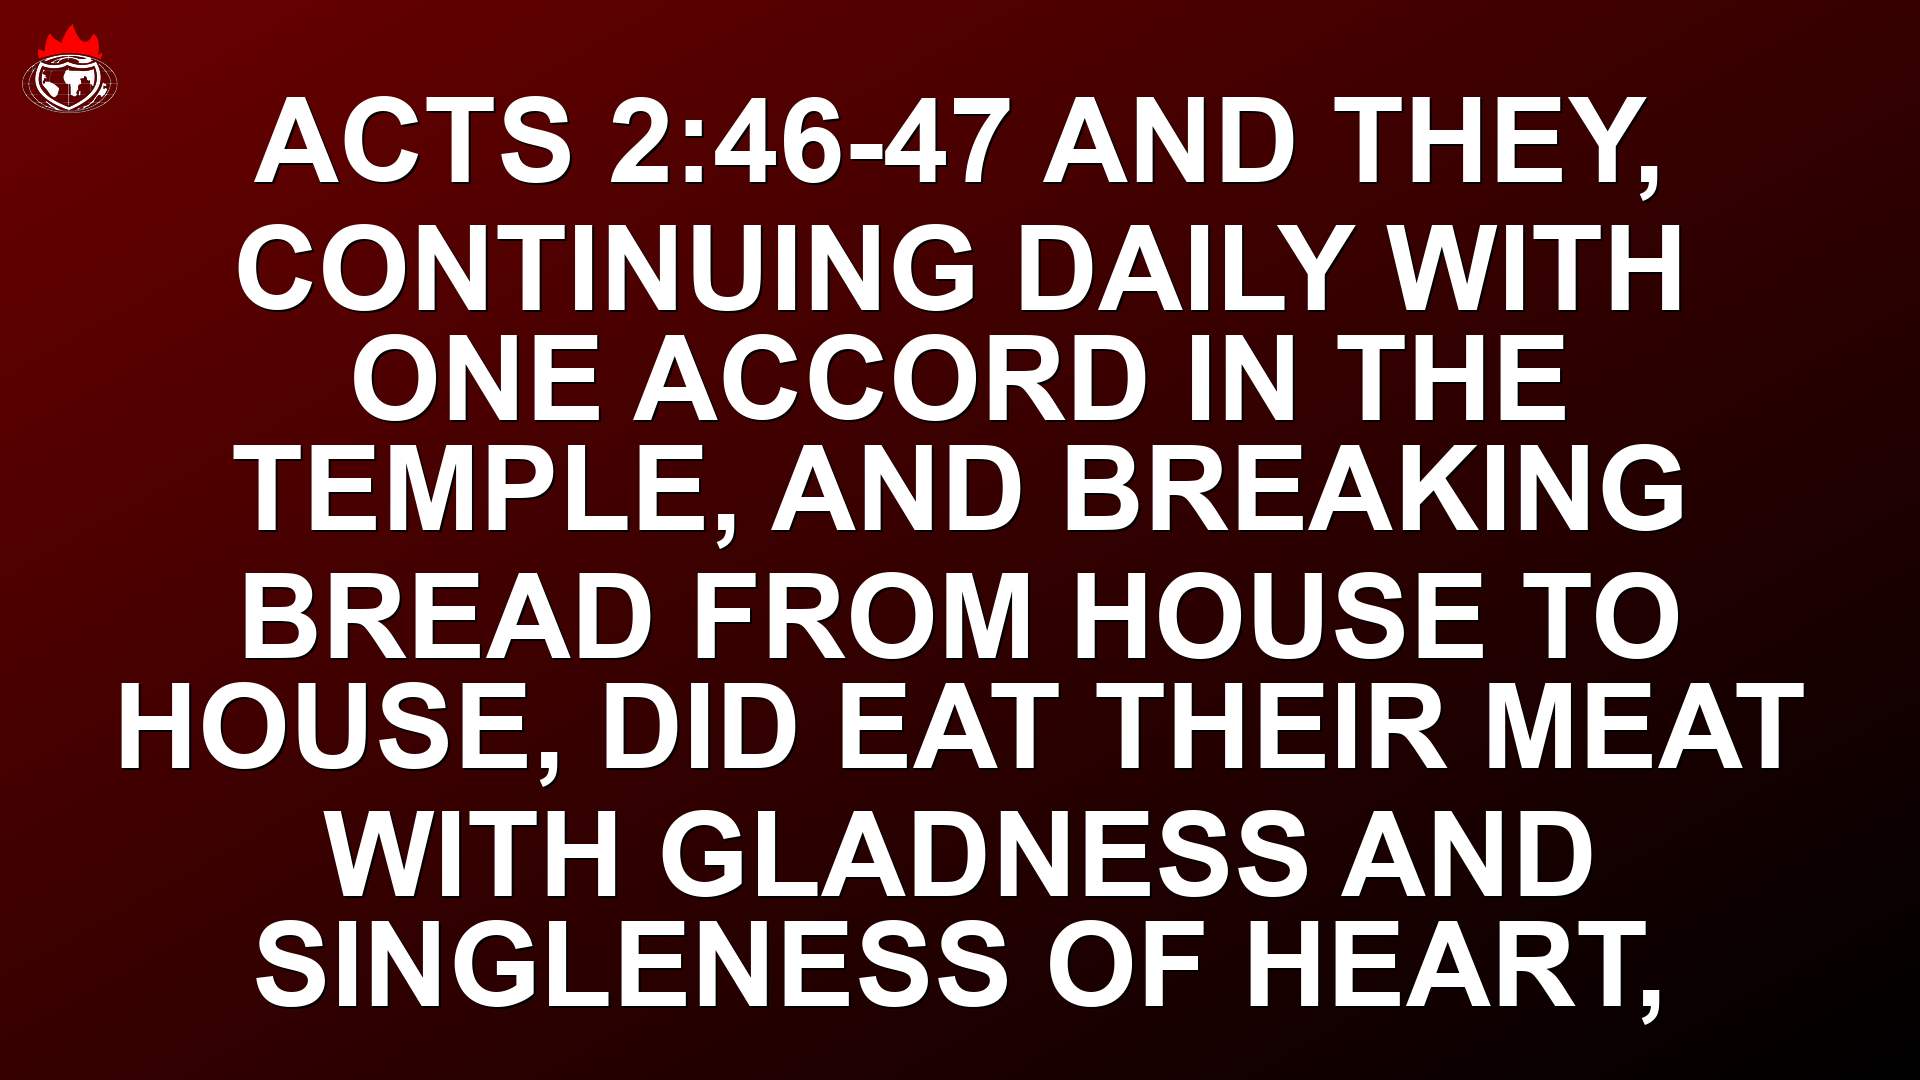 ACTS 2:46-47 AND THEY,
CONTINUING DAILY WITH
ONE ACCORD IN THE
TEMPLE, AND BREAKING
BREAD FROM HOUSE TO
HOUSE, DID EAT THEIR MEAT
WITH GLADNESS AND
SINGLENESS OF HEART,